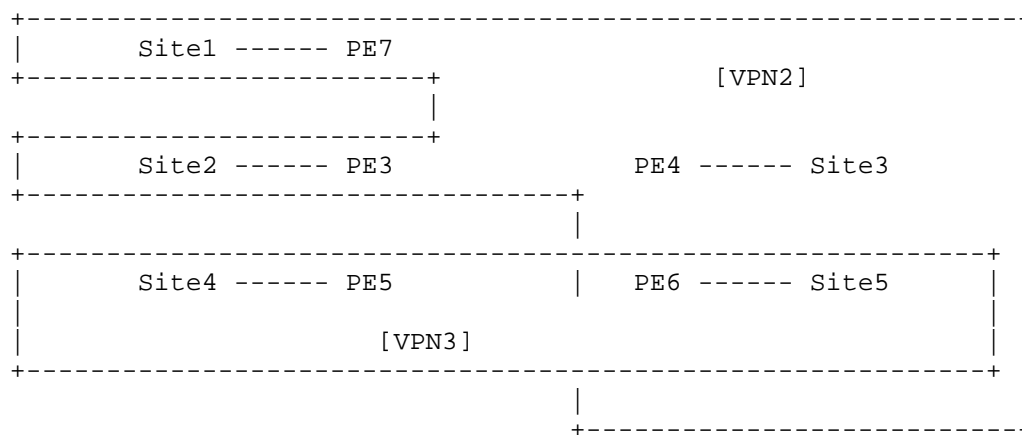 +---------------------------------------------------------------
|       Site1 ------ PE7
+-------------------------+                 [VPN2]
                          |
+-------------------------+
|       Site2 ------ PE3               PE4 ------ Site3
+-----------------------------------+
                                    |
+-------------------------------------------------------------+
|       Site4 ------ PE5            |  PE6 ------ Site5       |
|                                                             |
|                      [VPN3]                                 |
+-------------------------------------------------------------+
                                    |
                                    +---------------------------